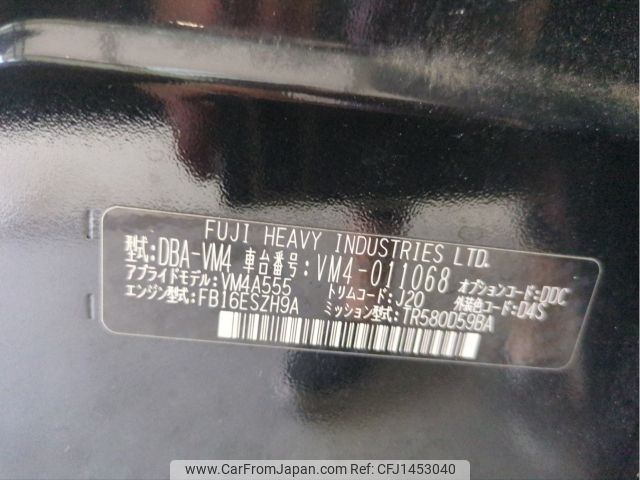 FUJI HEAVY INDUSTRIES LTD.
型式: DBA-VM4 車台番号: VM4-011068
アプライドモデル: VM4A555 トリムコード: J20 オプションコード: DDC
エンジン型式: FB16ESZH9A ミッション型式: TR580D59BA 外装色コード: D4S
www.CarFromJapan.com - CFJ1453040